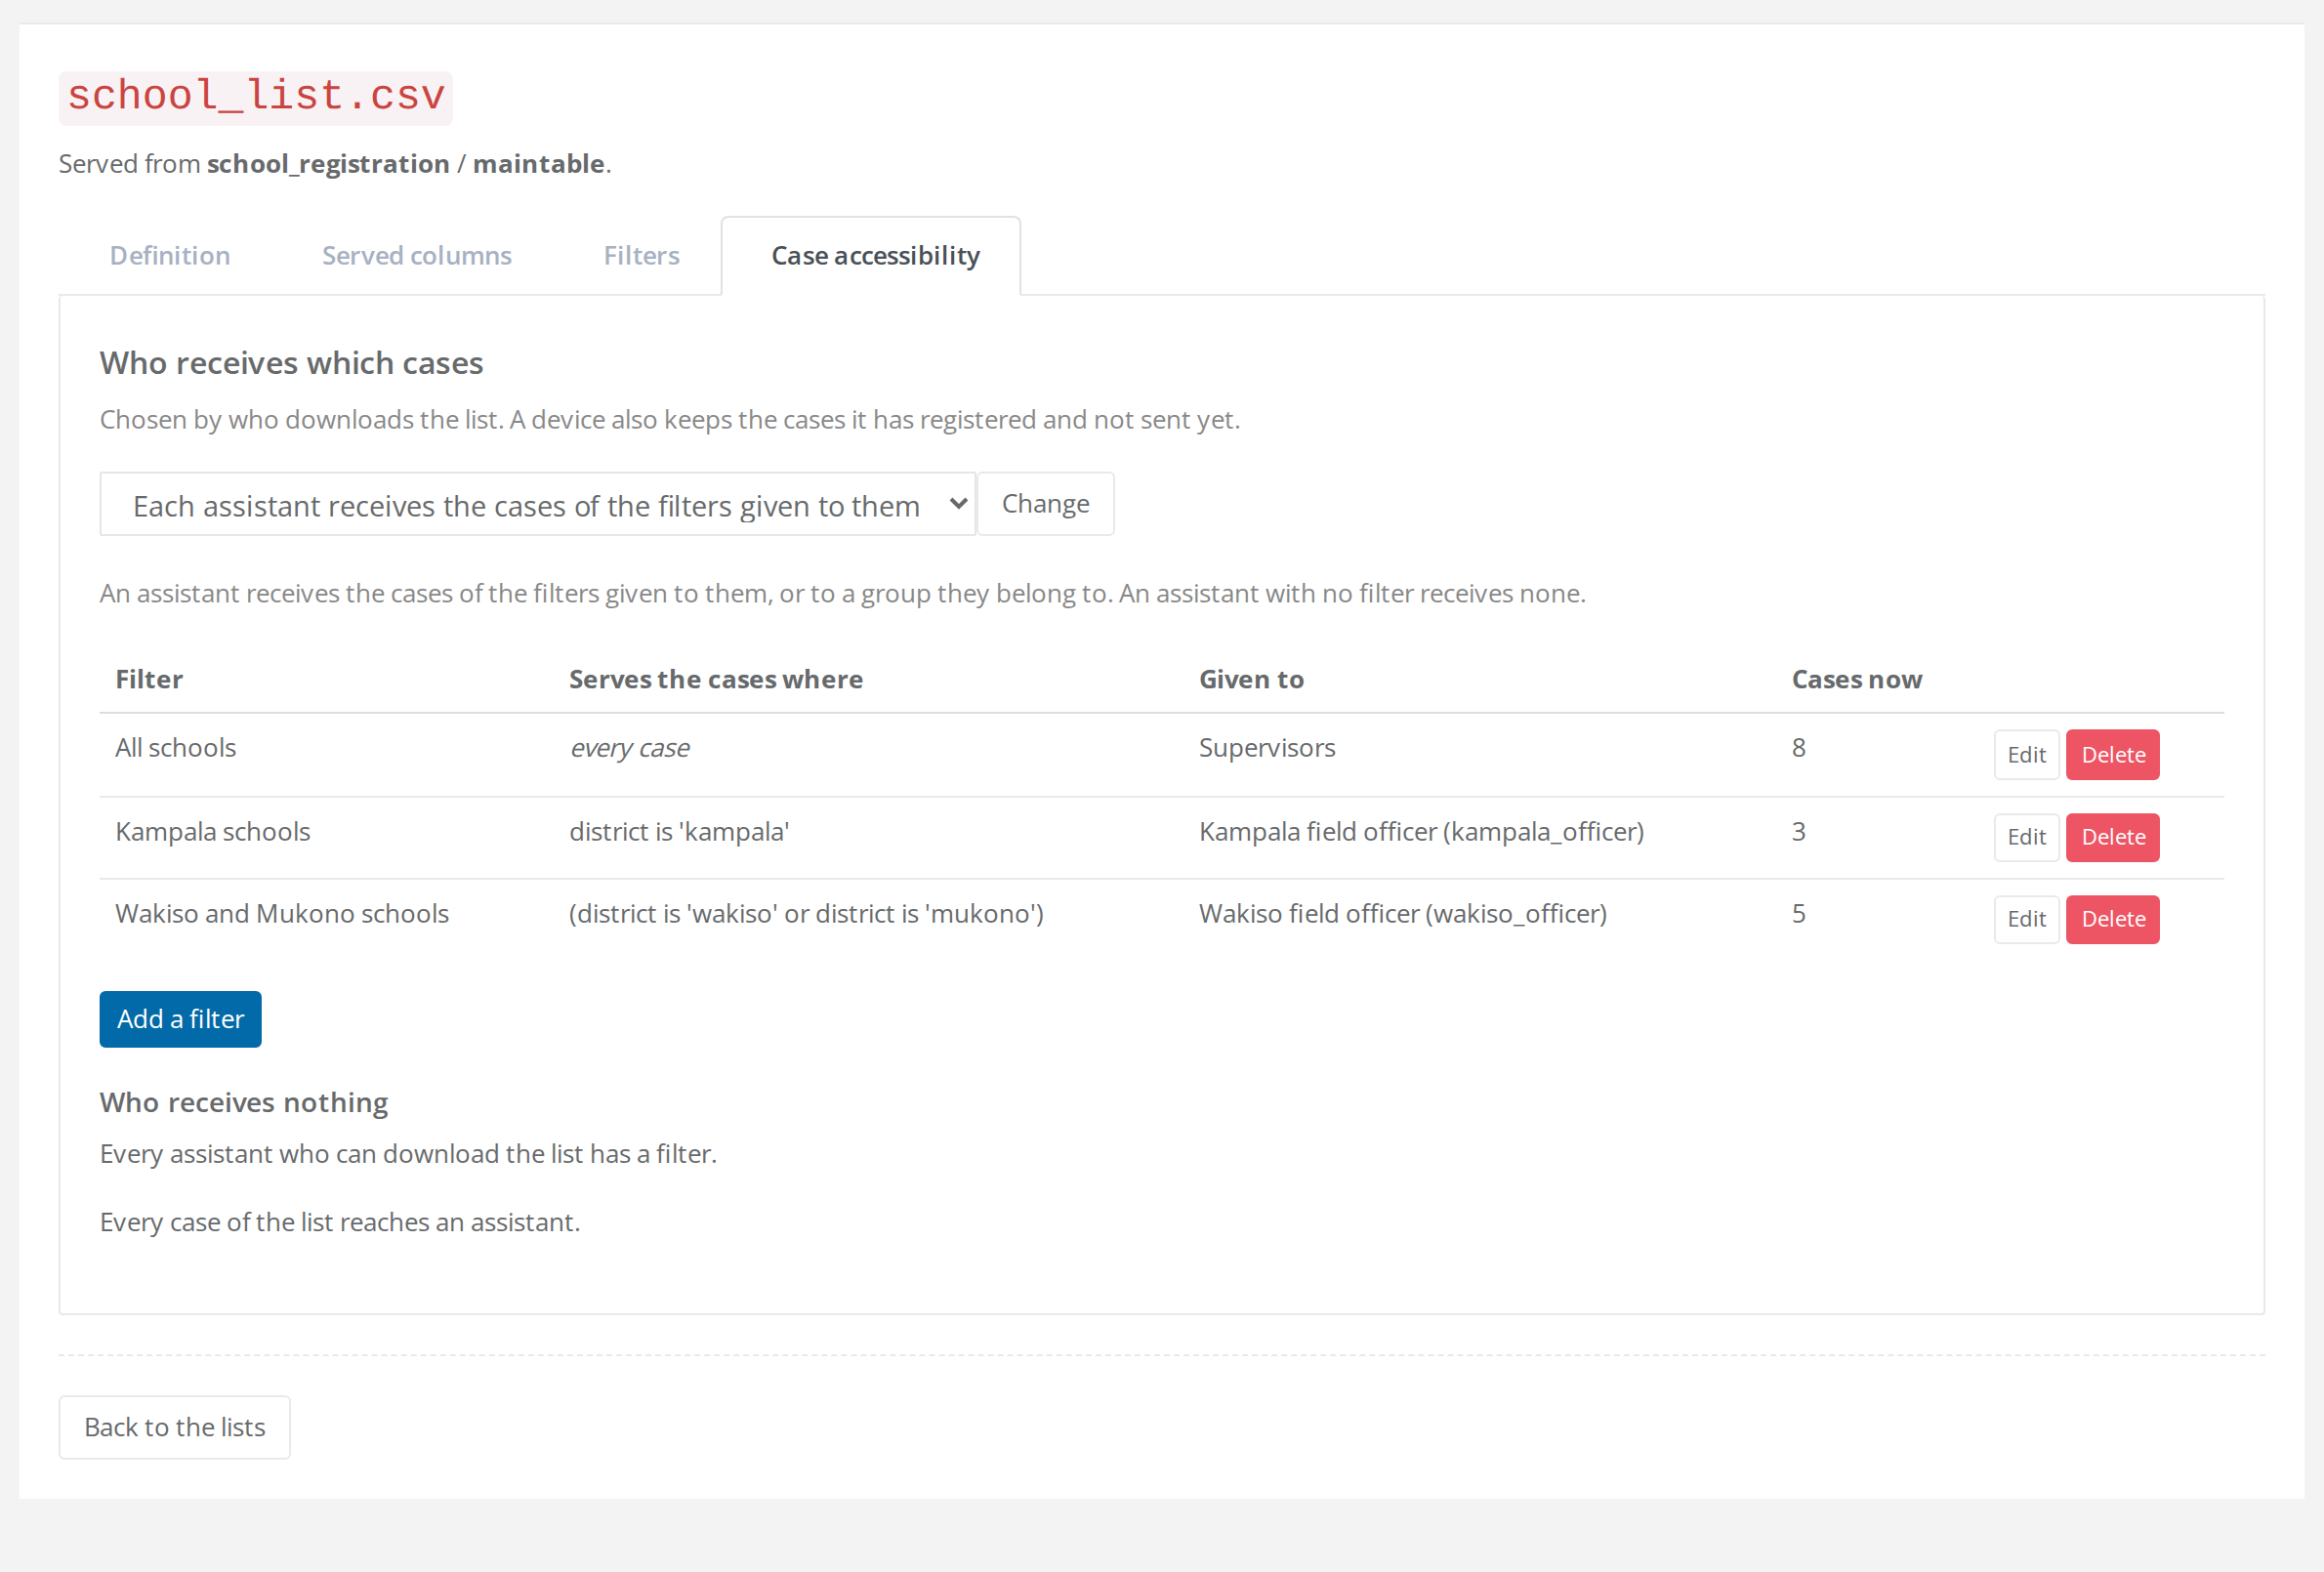 school_list.csv
Served from school_registration / maintable.
Definition Served columns Filters Case accessibility
Who receives which cases
Chosen by who downloads the list. A device also keeps the cases it has registered and not sent yet.
Each assistant receives the cases of the filters given to them Change
An assistant receives the cases of the filters given to them, or to a group they belong to. An assistant with no filter receives none.
Filter Serves the cases where Given to Cases now
All schools every case Supervisors 8 Edit Delete
Kampala schools district is 'kampala' Kampala field officer (kampala_officer) 3 Edit Delete
Wakiso and Mukono schools (district is 'wakiso' or district is 'mukono') Wakiso field officer (wakiso_officer) 5 Edit Delete
Add a filter
Who receives nothing
Every assistant who can download the list has a filter.
Every case of the list reaches an assistant.
Back to the lists